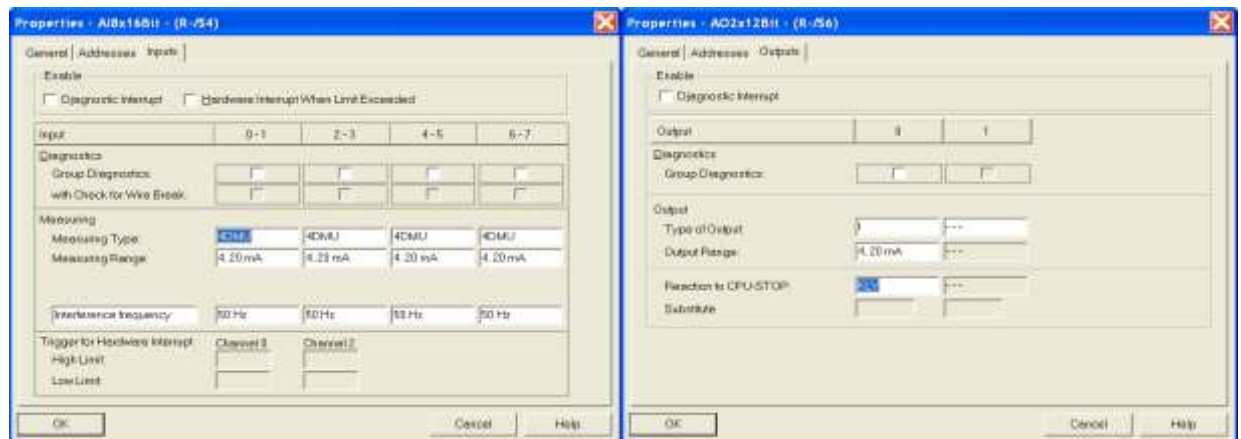 Properties - AI8x16Bit - (R-/S4)
General Addresses Inputs
Enable
Diagnostic Interrupt Hardware Interrupt When Limit Exceeded
Input 0 - 1 2 - 3 4 - 5 6 - 7
Diagnostics
Group Diagnostics:
with Check for Wire Break:
Measuring
Measuring Type: 4DMU 4DMU 4DMU 4DMU
Measuring Range: 4..20 mA 4..20 mA 4..20 mA 4..20 mA
Interference frequency 50 Hz 50 Hz 50 Hz 50 Hz
Trigger for Hardware Interrupt Channel 0 Channel 2
High Limit
Low Limit
OK Cancel Help
Properties - AO2x12Bit - (R-/S6)
General Addresses Outputs
Enable
Diagnostic Interrupt
Output 0 1
Diagnostics
Group Diagnostics:
Output
Type of Output: ---
Output Range: 4..20 mA ---
Reaction to CPU-STOP: ---
Substitute
OK Cancel Help